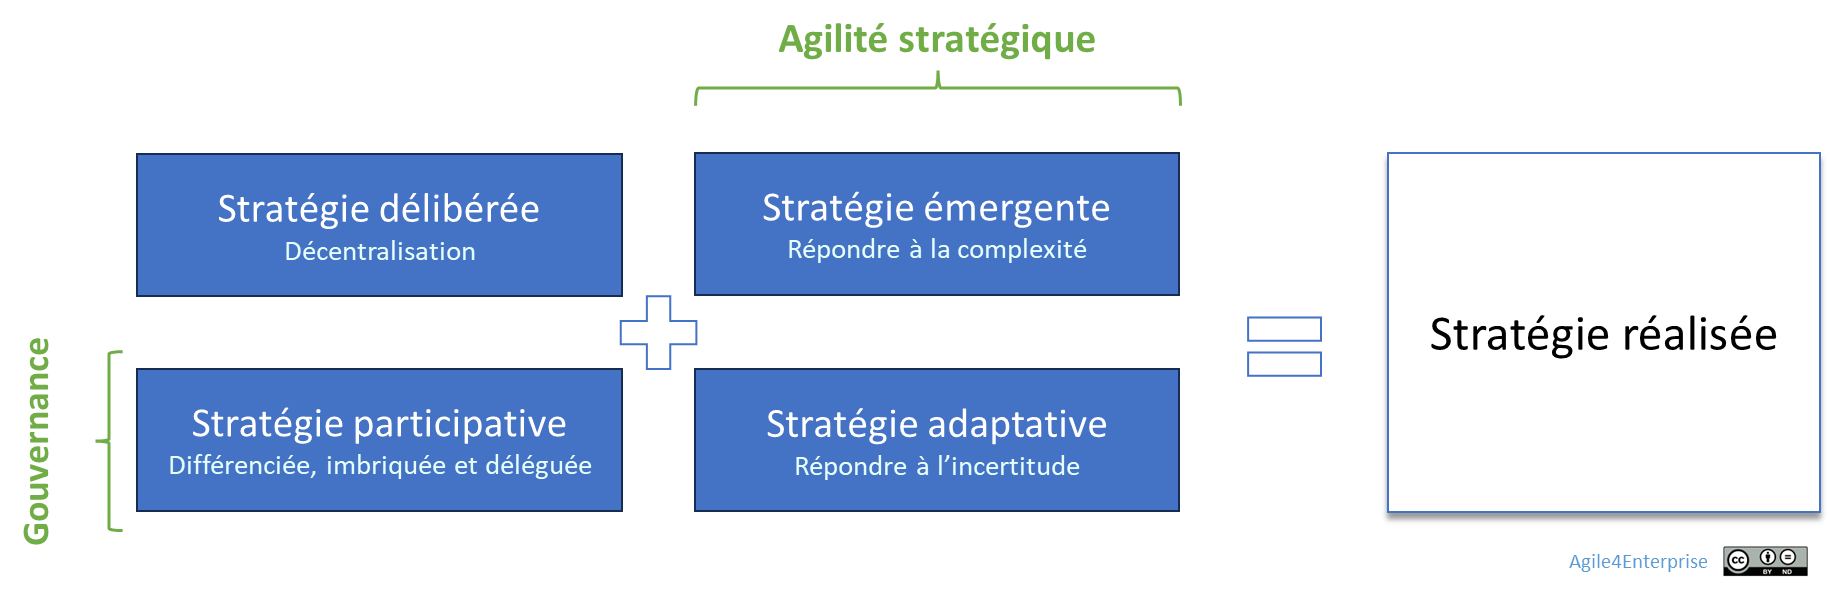 Agilité stratégique
Stratégie délibérée
Décentralisation
Stratégie émergente
Répondre à la complexité
Gouvernance
Stratégie participative
Différenciée, imbriquée et déléguée
Stratégie adaptative
Répondre à l’incertitude
Stratégie réalisée
Agile4Enterprise
cc
BY ND